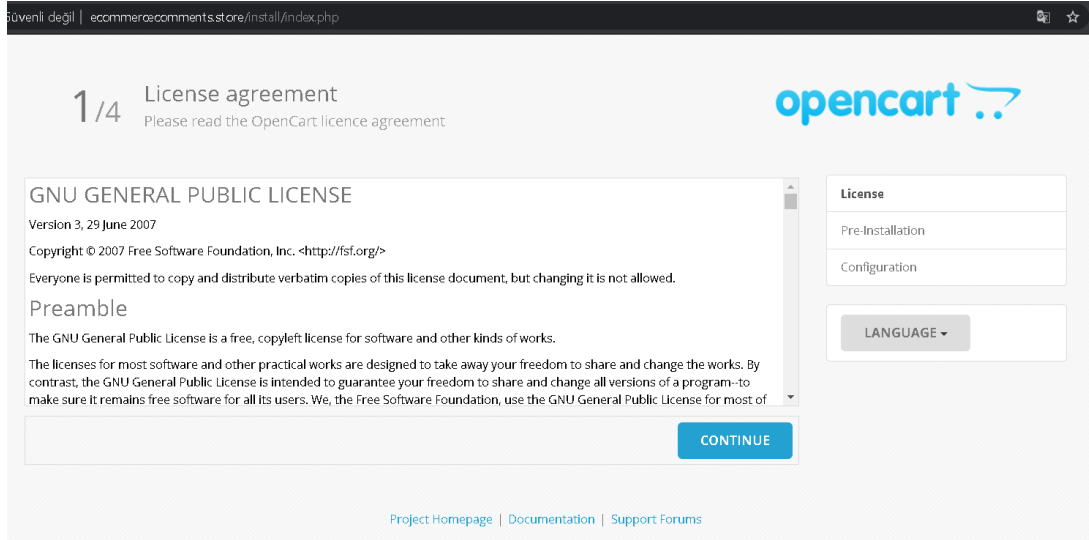 Güvenli değil | ecommercecomments.store/install/index.php
1/4
License agreement
Please read the OpenCart licence agreement
opencart
GNU GENERAL PUBLIC LICENSE
Version 3, 29 June 2007
Copyright © 2007 Free Software Foundation, Inc. <http://fsf.org/>
Everyone is permitted to copy and distribute verbatim copies of this license document, but changing it is not allowed.
Preamble
The GNU General Public License is a free, copyleft license for software and other kinds of works.
The licenses for most software and other practical works are designed to take away your freedom to share and change the works. By
contrast, the GNU General Public License is intended to guarantee your freedom to share and change all versions of a program--to
make sure it remains free software for all its users. We, the Free Software Foundation, use the GNU General Public License for most of
CONTINUE
License
Pre-Installation
Configuration
LANGUAGE
Project Homepage | Documentation | Support Forums